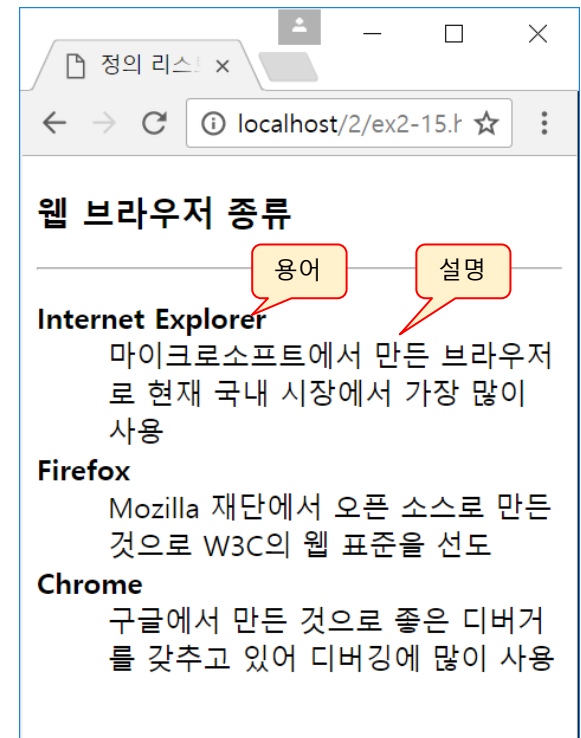 정의 리스
localhost/2/ex2-15.h
웹 브라우저 종류
용어
설명
Internet Explorer
마이크로소프트에서 만든 브라우저
로 현재 국내 시장에서 가장 많이
사용
Firefox
Mozilla 재단에서 오픈 소스로 만든
것으로 W3C의 웹 표준을 선도
Chrome
구글에서 만든 것으로 좋은 디버거
를 갖추고 있어 디버깅에 많이 사용